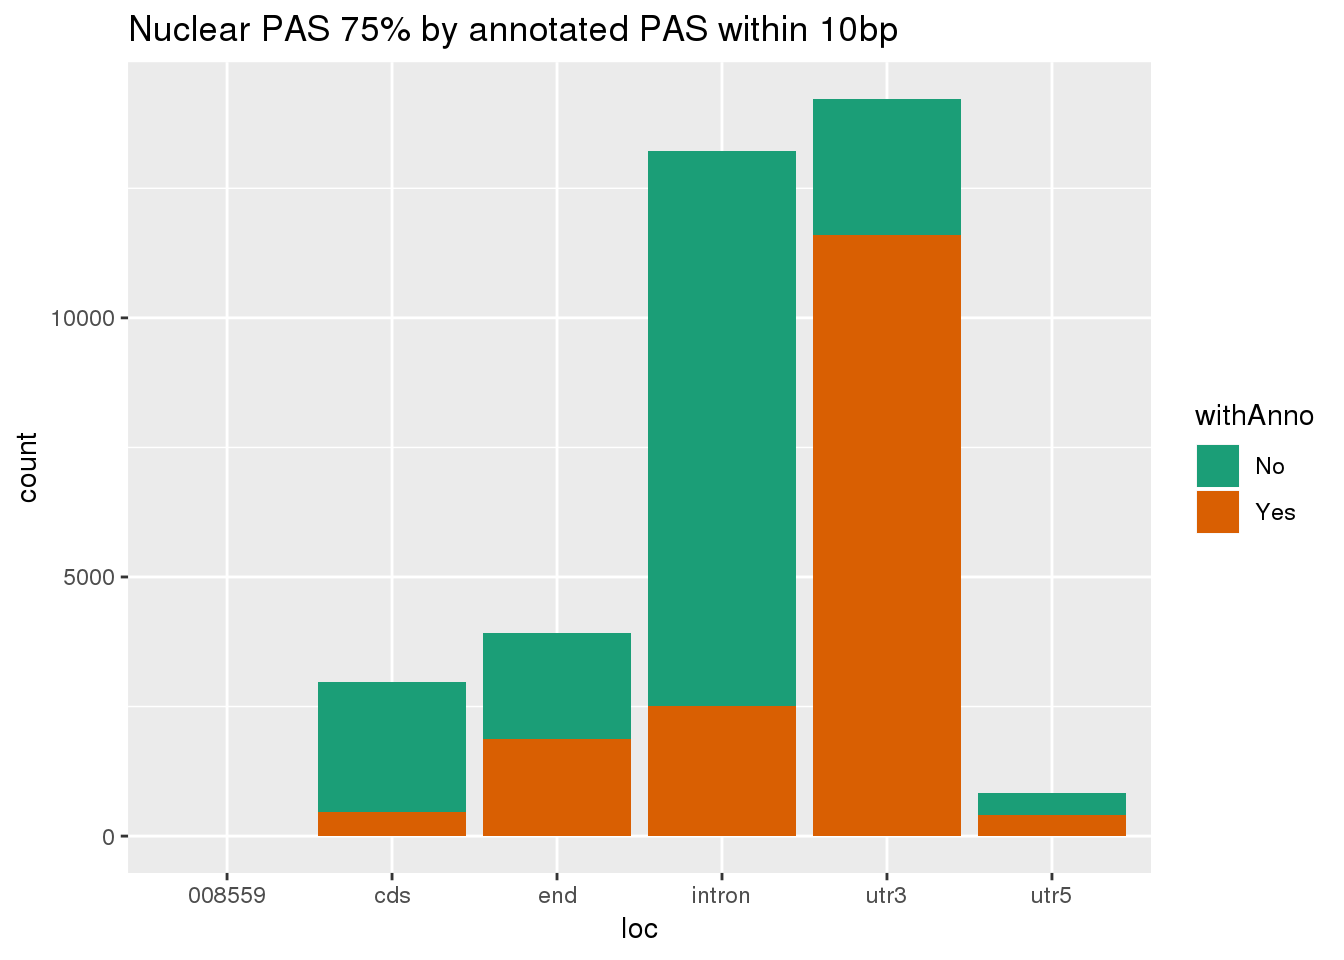 Nuclear PAS 75% by annotated PAS within 10bp
count
10000
5000
0
008559 cds end intron utr3 utr5
loc
withAnno
No
Yes